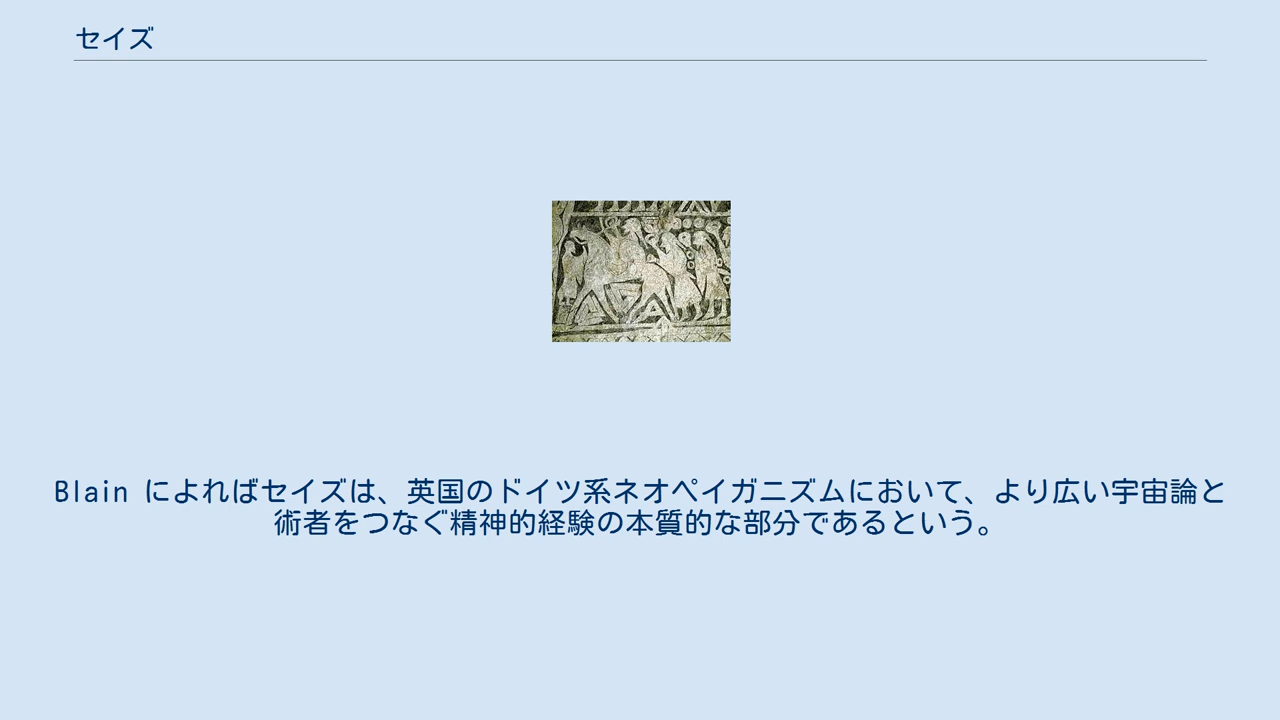 セイズ
Blain によればセイズは、英国のドイツ系ネオペイガニズムにおいて、より広い宇宙論と
術者をつなぐ精神的経験の本質的な部分であるという。